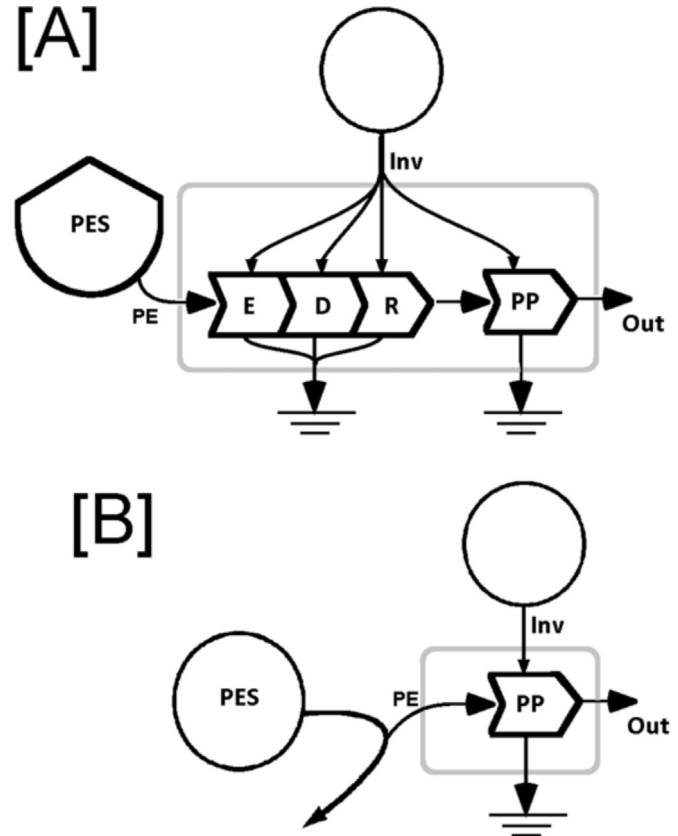 [A]
Inv
PES
PE
E D R
PP
Out
[B]
Inv
PES
PE
PP
Out